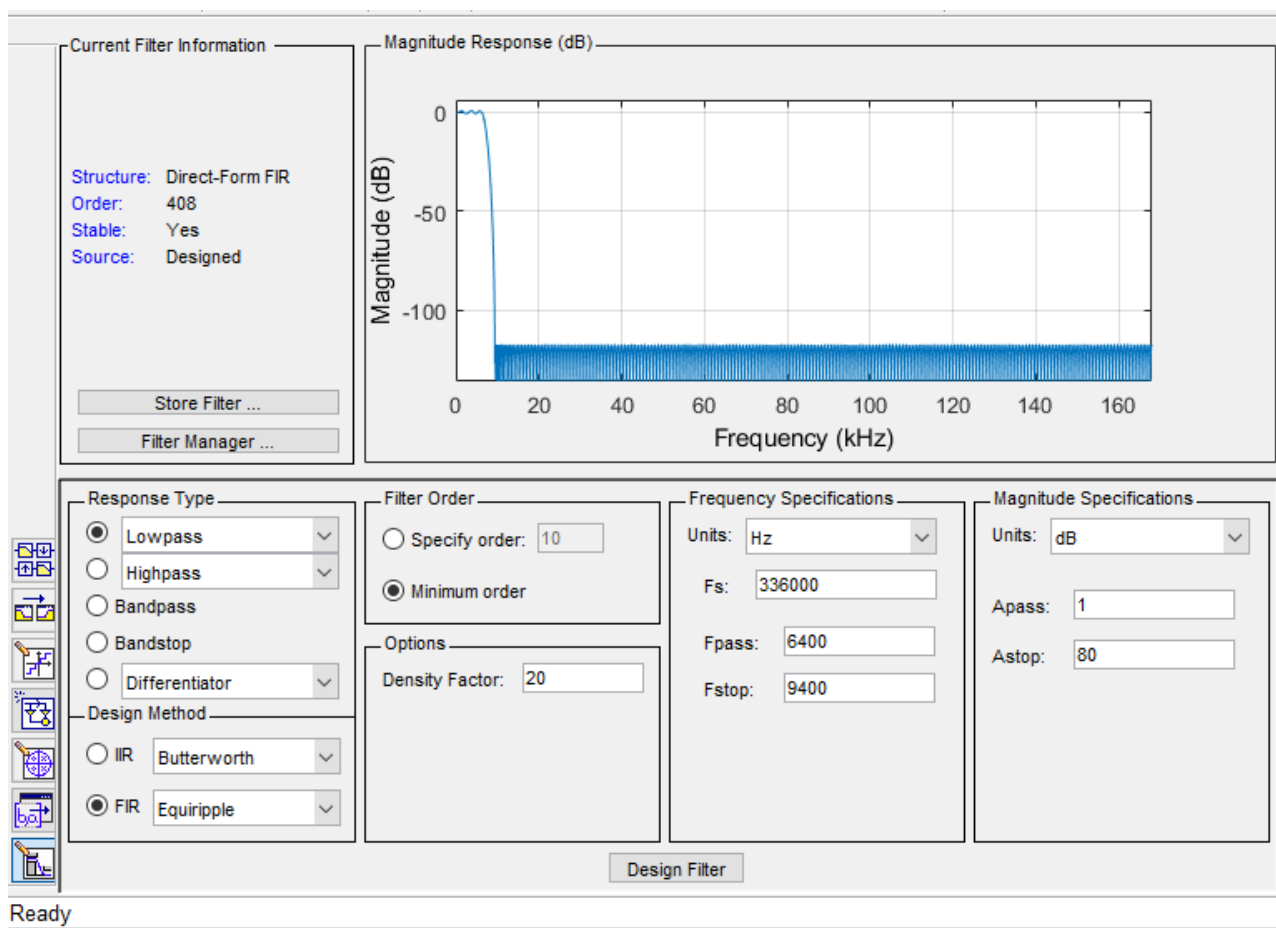 Current Filter Information
Structure: Direct-Form FIR
Order: 408
Stable: Yes
Source: Designed
Store Filter ...
Filter Manager ...
Magnitude Response (dB)
0
-50
-100
Magnitude (dB)
0 20 40 60 80 100 120 140 160
Frequency (kHz)
Response Type
Lowpass
Highpass
Bandpass
Bandstop
Differentiator
Design Method
IIR Butterworth
FIR Equiripple
Filter Order
Specify order: 10
Minimum order
Options
Density Factor: 20
Frequency Specifications
Units: Hz
Fs: 336000
Fpass: 6400
Fstop: 9400
Magnitude Specifications
Units: dB
Apass: 1
Astop: 80
Design Filter
[b,a]
Ready